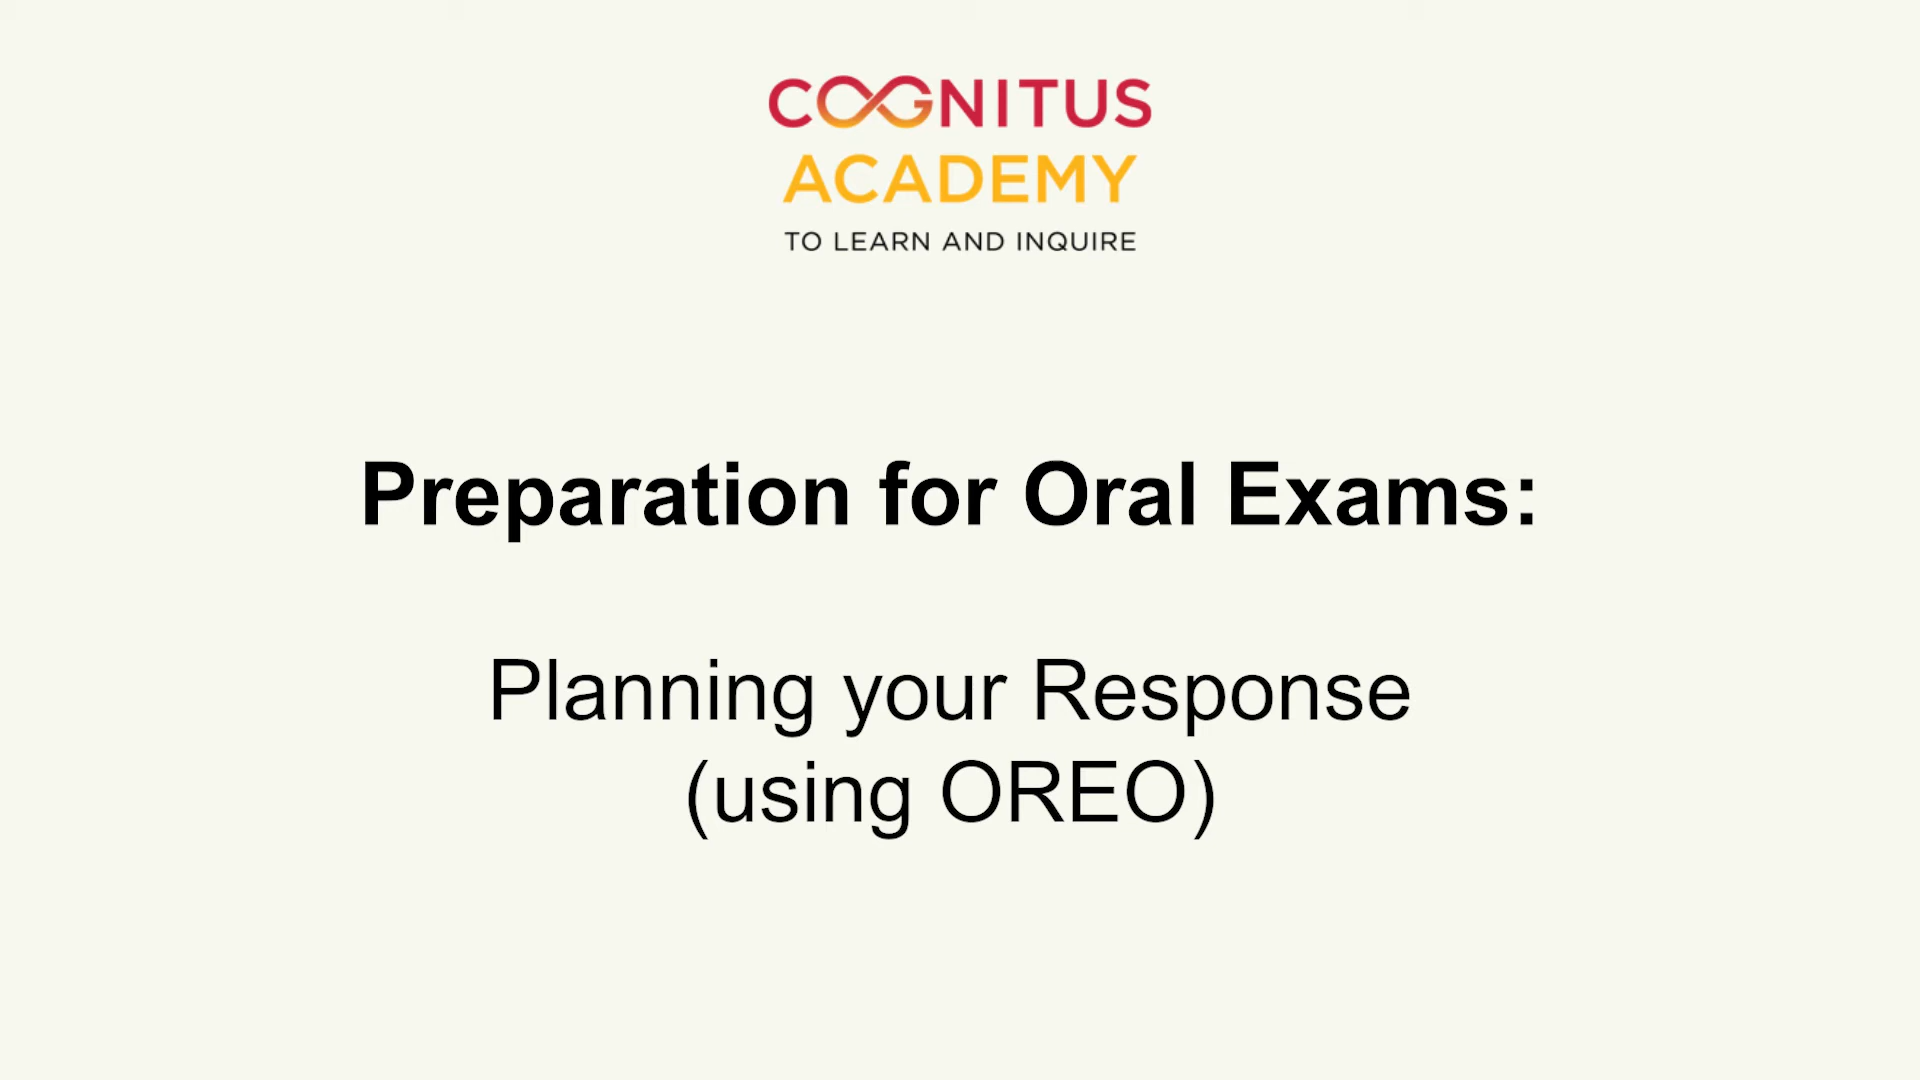 COGNITUS
ACADEMY
TO LEARN AND INQUIRE
Preparation for Oral Exams:
Planning your Response
(using OREO)